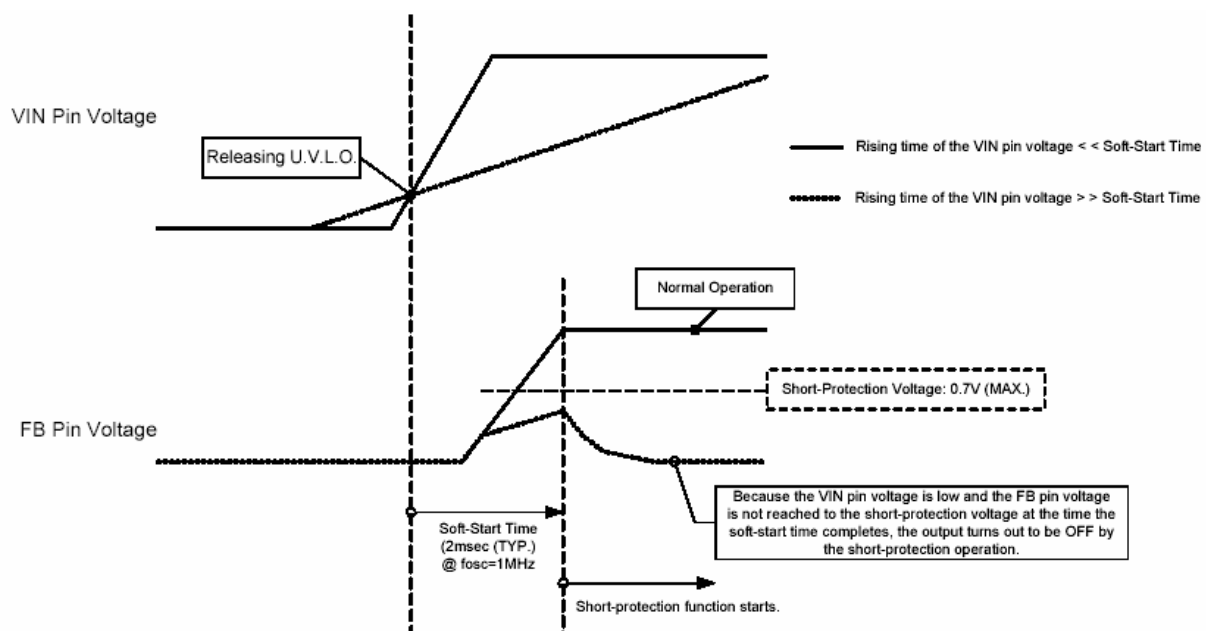 VIN Pin Voltage
Releasing U.V.L.O.
Rising time of the VIN pin voltage < < Soft-Start Time
Rising time of the VIN pin voltage > > Soft-Start Time
Normal Operation
Short-Protection Voltage: 0.7V (MAX.)
FB Pin Voltage
Because the VIN pin voltage is low and the FB pin voltage
is not reached to the short-protection voltage at the time the
soft-start time completes, the output turns out to be OFF by
the short-protection operation.
Soft-Start Time
(2msec (TYP.)
@ fosc=1MHz
Short-protection function starts.